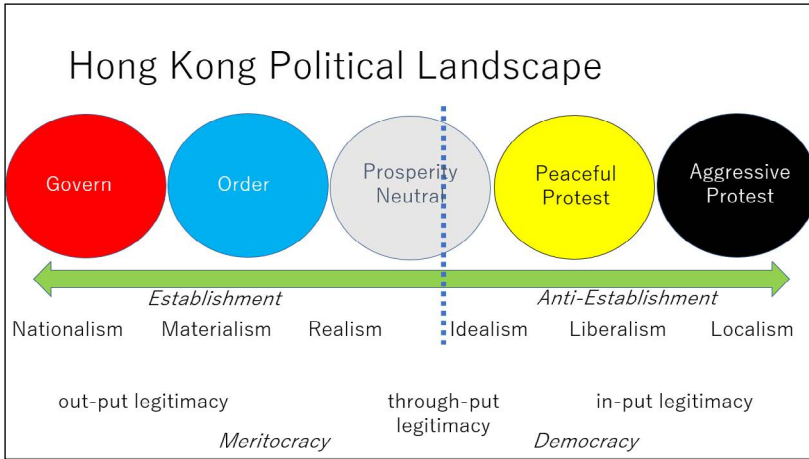 Hong Kong Political Landscape
Govern
Order
Prosperity
Neutral
Peaceful
Protest
Aggressive
Protest
Establishment
Anti-Establishment
Nationalism
Materialism
Realism
Idealism
Liberalism
Localism
out-put legitimacy
through-put
legitimacy
in-put legitimacy
Meritocracy
Democracy